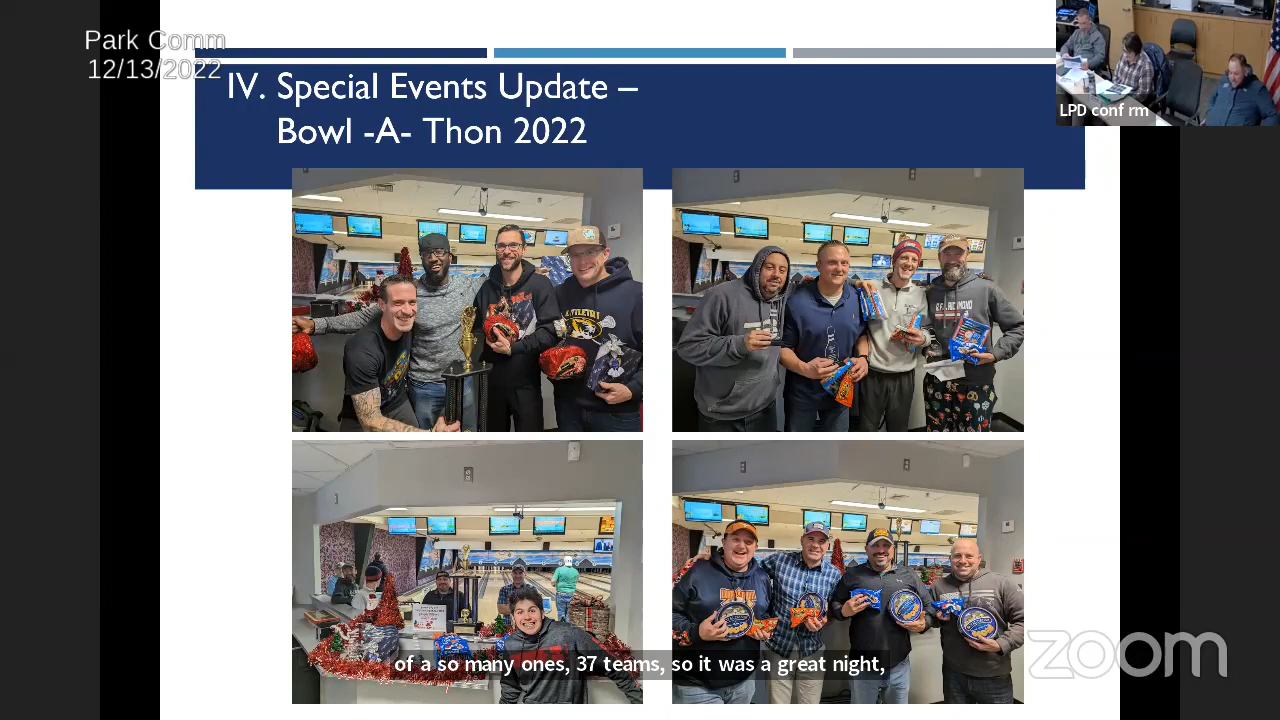 Park Comm
12/13/2022
IV. Special Events Update –
Bowl -A- Thon 2022
LPD conf rm
of a so many ones, 37 teams, so it was a great night,
zoom